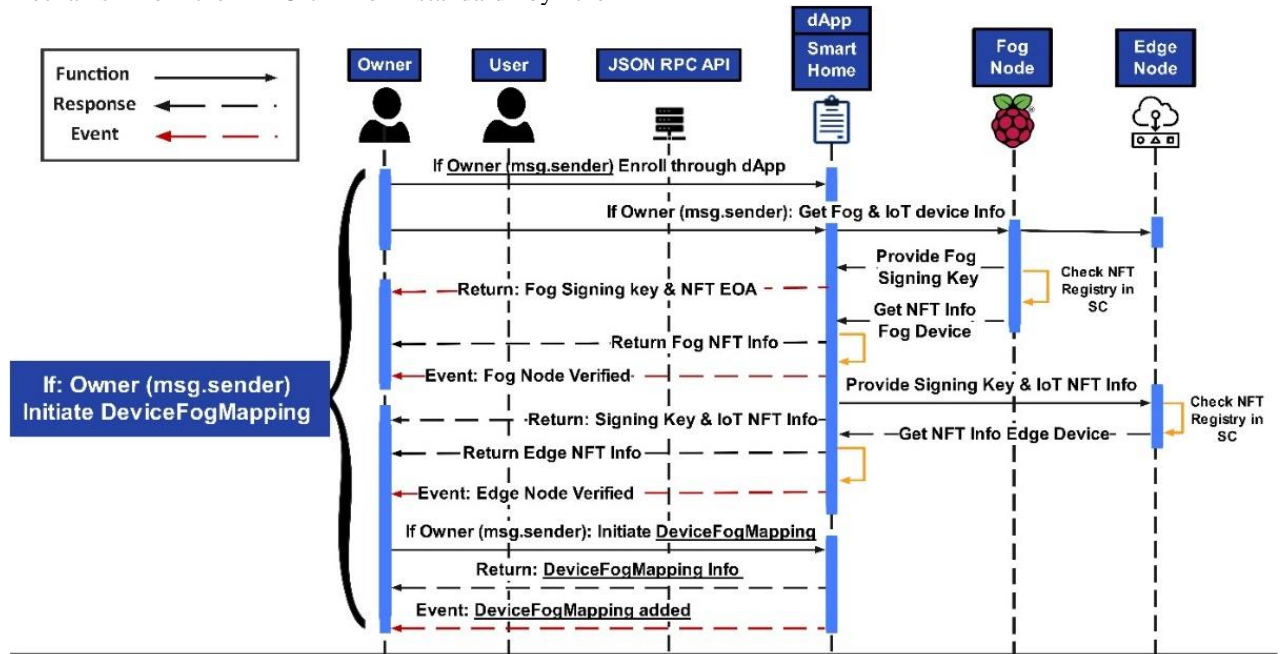 dApp
Function
Response
Event
Owner
User
JSON RPC API
Smart
Home
Fog
Node
Edge
Node
If Owner (msg.sender) Enroll through dApp
If Owner (msg.sender): Get Fog & IoT device Info
Provide Fog
Signing Key
Check NFT
Registry in
SC
Return: Fog Signing key & NFT EOA
Get NFT Info
Fog Device
Return Fog NFT Info
Event: Fog Node Verified
If: Owner (msg.sender)
Initiate DeviceFogMapping
Provide Signing Key & IoT NFT Info
Check NFT
Registry in
SC
Return: Signing Key & IoT NFT Info
Get NFT Info Edge Device
Return Edge NFT Info
Event: Edge Node Verified
If Owner (msg.sender): Initiate DeviceFogMapping
Return: DeviceFogMapping Info
Event: DeviceFogMapping added